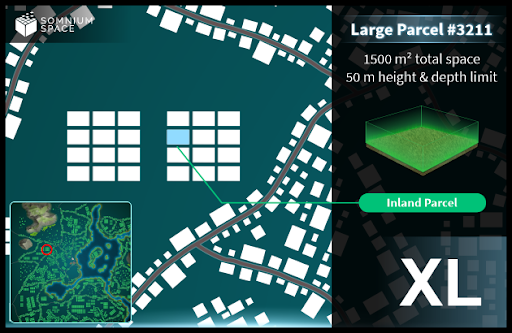 SOMNIUM
SPACE
Large Parcel #3211
1500 m² total space
50 m height & depth limit
Inland Parcel
XL